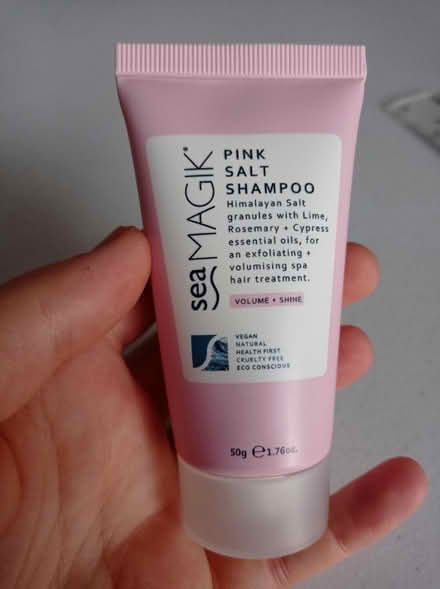 sea MAGIK®
PINK
SALT
SHAMPOO
Himalayan Salt
granules with Lime,
Rosemary + Cypress
essential oils, for
an exfoliating +
volumising spa
hair treatment.
VOLUME + SHINE
VEGAN
NATURAL
HEALTH FIRST
CRUELTY FREE
ECO CONSCIOUS
50g ℮1.76oz.